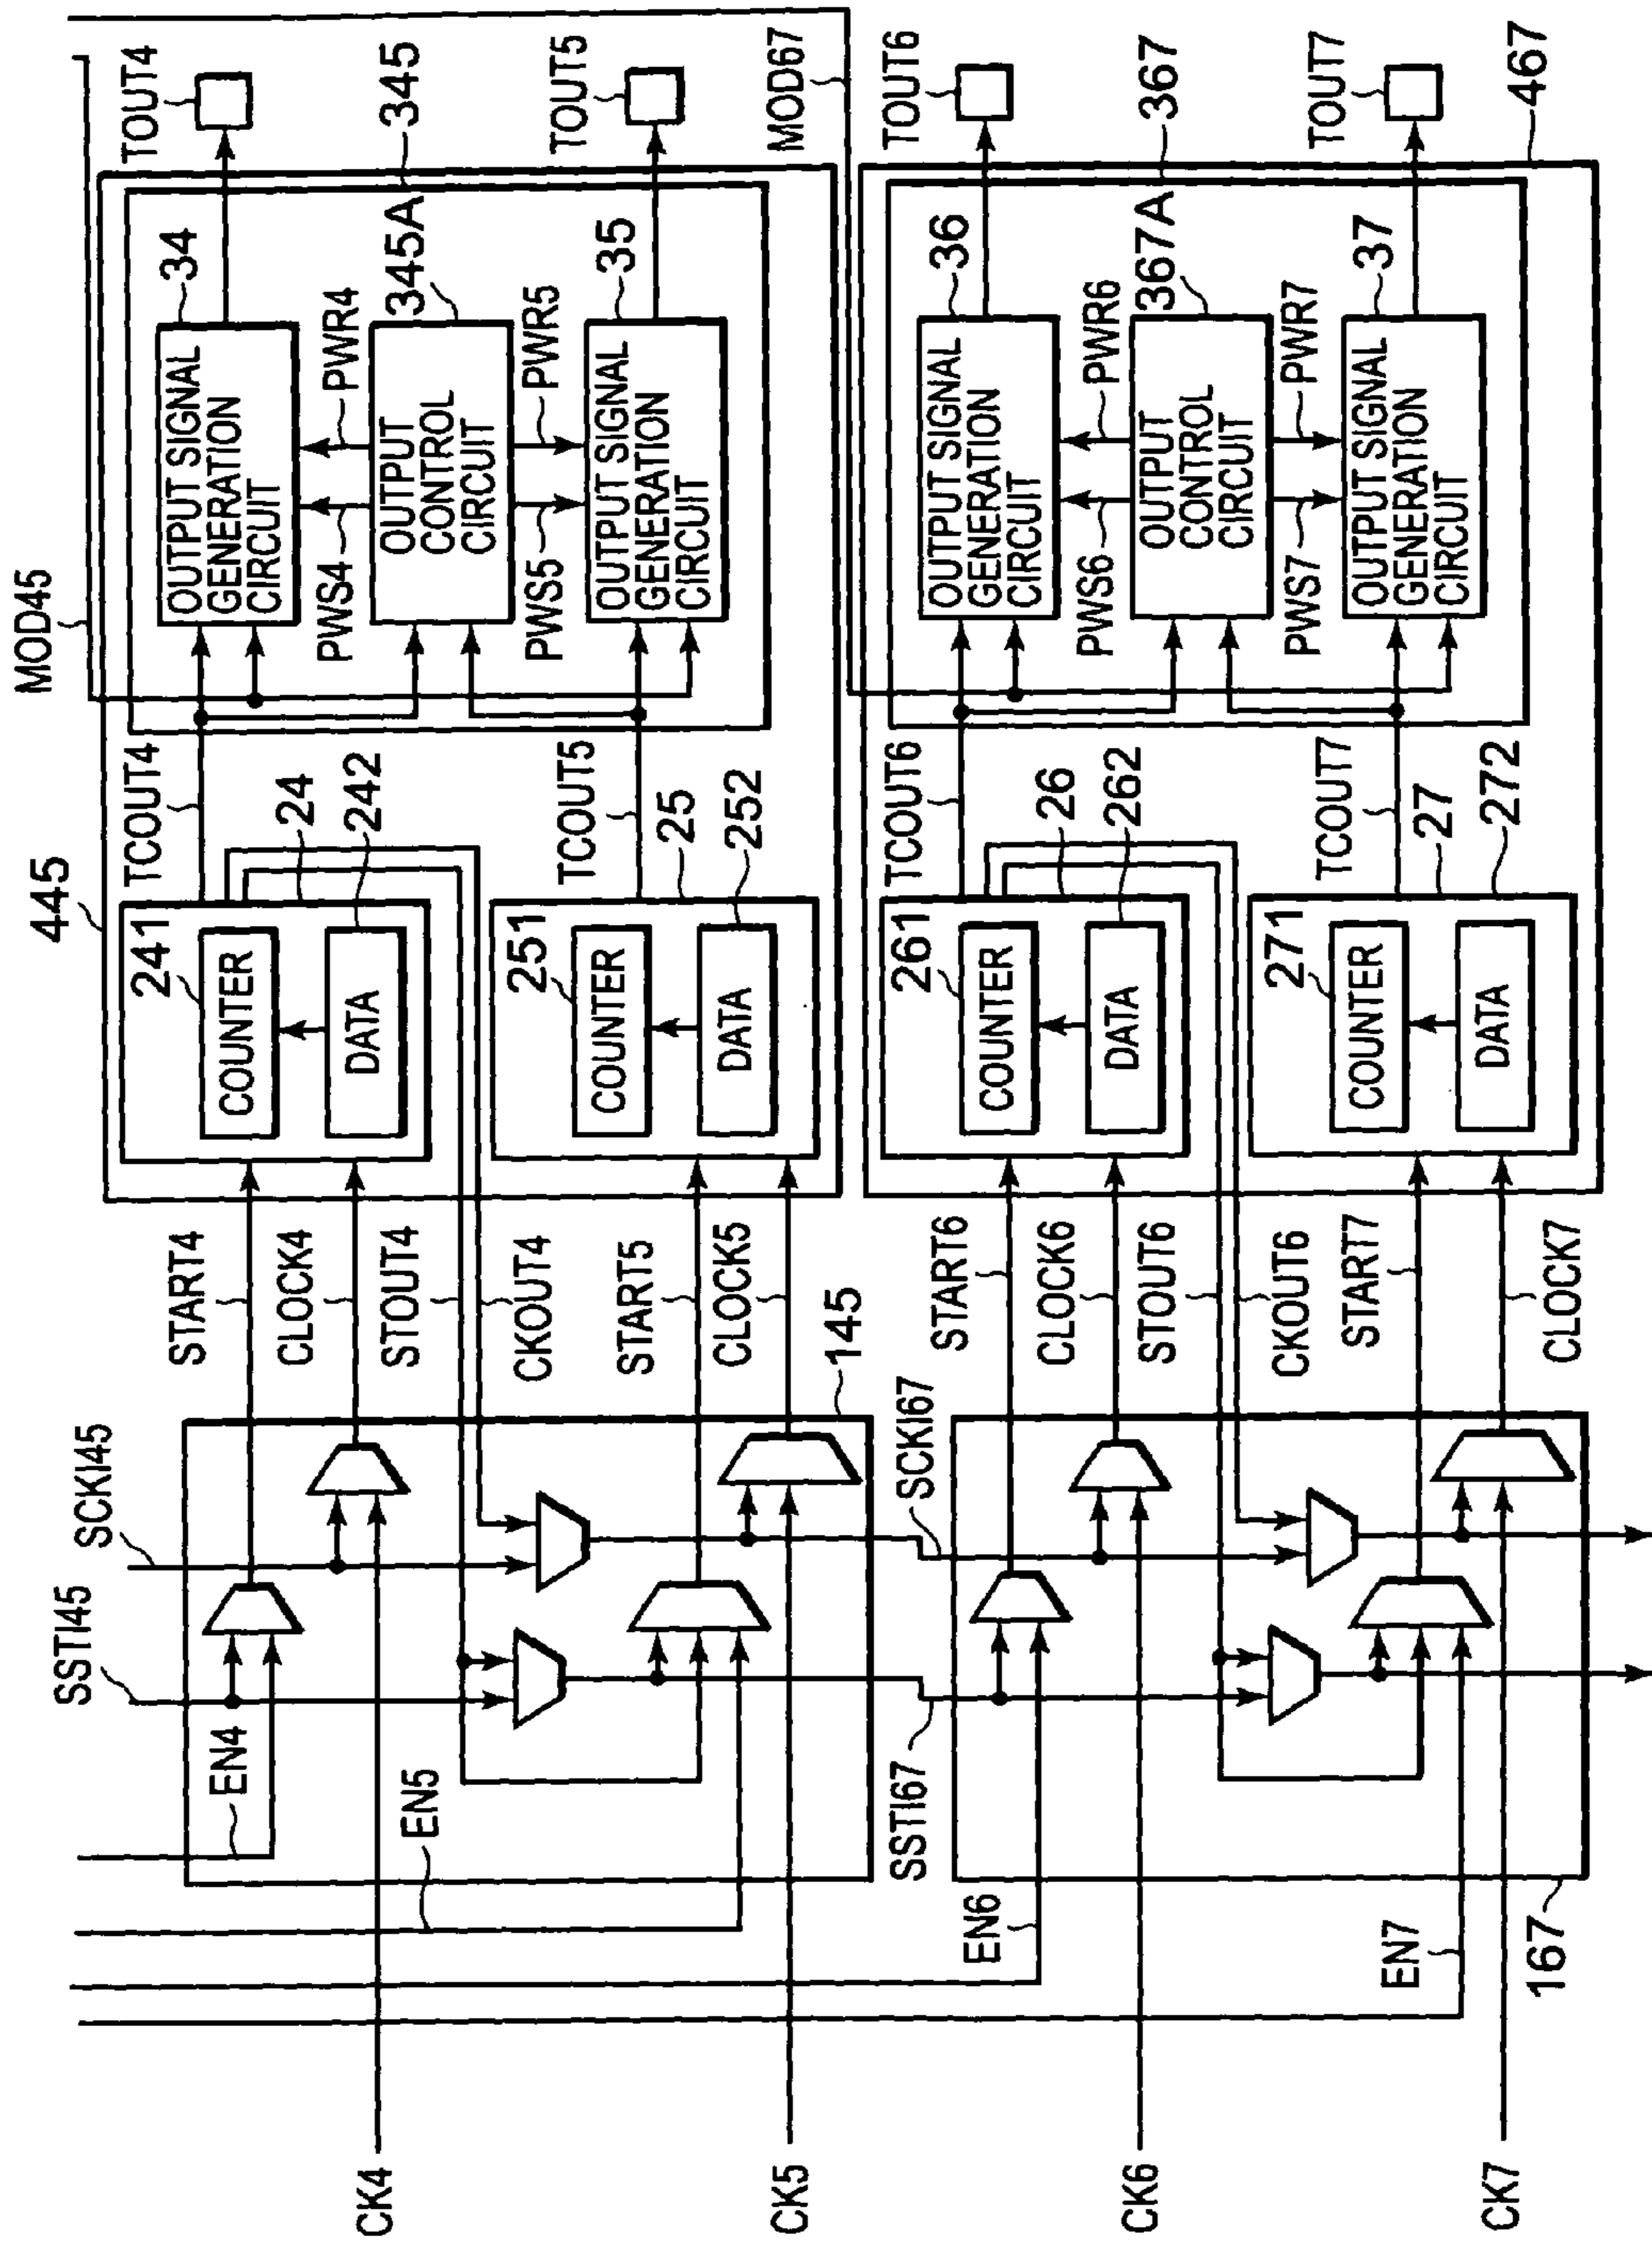 MOD45
TOUT4
TOUT5
MOD67
TOUT6
TOUT7
345
367
467
34
345A
35
36
367A
37
OUTPUT SIGNAL
GENERATION
CIRCUIT
PWR4
PWS4
OUTPUT
CONTROL
CIRCUIT
PWR5
PWS5
OUTPUT SIGNAL
GENERATION
CIRCUIT
OUTPUT SIGNAL
GENERATION
CIRCUIT
PWR6
PWS6
OUTPUT
CONTROL
CIRCUIT
PWR7
PWS7
OUTPUT SIGNAL
GENERATION
CIRCUIT
445
TCOUT4
24
242
TCOUT5
25
252
TCOUT6
26
262
TCOUT7
27
272
241
COUNTER
DATA
251
COUNTER
DATA
261
COUNTER
DATA
271
COUNTER
DATA
START4
CLOCK4
STOUT4
CKOUT4
START5
CLOCK5
START6
CLOCK6
STOUT6
CKOUT6
START7
CLOCK7
145
SCKI45
SCKI67
SSTI45
SSTI67
EN4
EN5
EN6
EN7
167
CK4
CK5
CK6
CK7